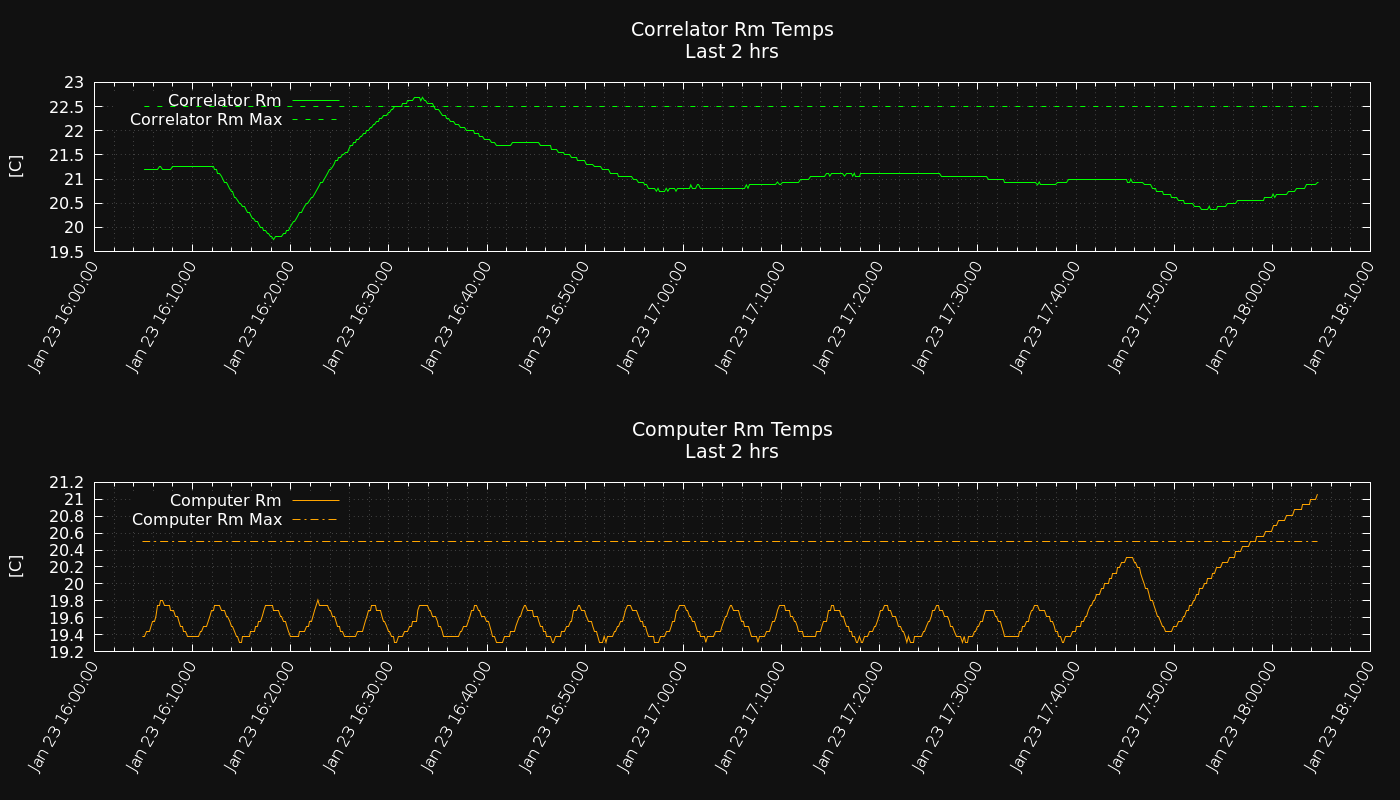 Correlator Rm Temps
Last 2 hrs
23
22.5
22
21.5
21
20.5
20
19.5
[C]
Correlator Rm
Correlator Rm Max
Jan 23 16:00:00
Jan 23 16:10:00
Jan 23 16:20:00
Jan 23 16:30:00
Jan 23 16:40:00
Jan 23 16:50:00
Jan 23 17:00:00
Jan 23 17:10:00
Jan 23 17:20:00
Jan 23 17:30:00
Jan 23 17:40:00
Jan 23 17:50:00
Jan 23 18:00:00
Jan 23 18:10:00
Computer Rm Temps
Last 2 hrs
21.2
21
20.8
20.6
20.4
20.2
20
19.8
19.6
19.4
19.2
[C]
Computer Rm
Computer Rm Max
Jan 23 16:00:00
Jan 23 16:10:00
Jan 23 16:20:00
Jan 23 16:30:00
Jan 23 16:40:00
Jan 23 16:50:00
Jan 23 17:00:00
Jan 23 17:10:00
Jan 23 17:20:00
Jan 23 17:30:00
Jan 23 17:40:00
Jan 23 17:50:00
Jan 23 18:00:00
Jan 23 18:10:00